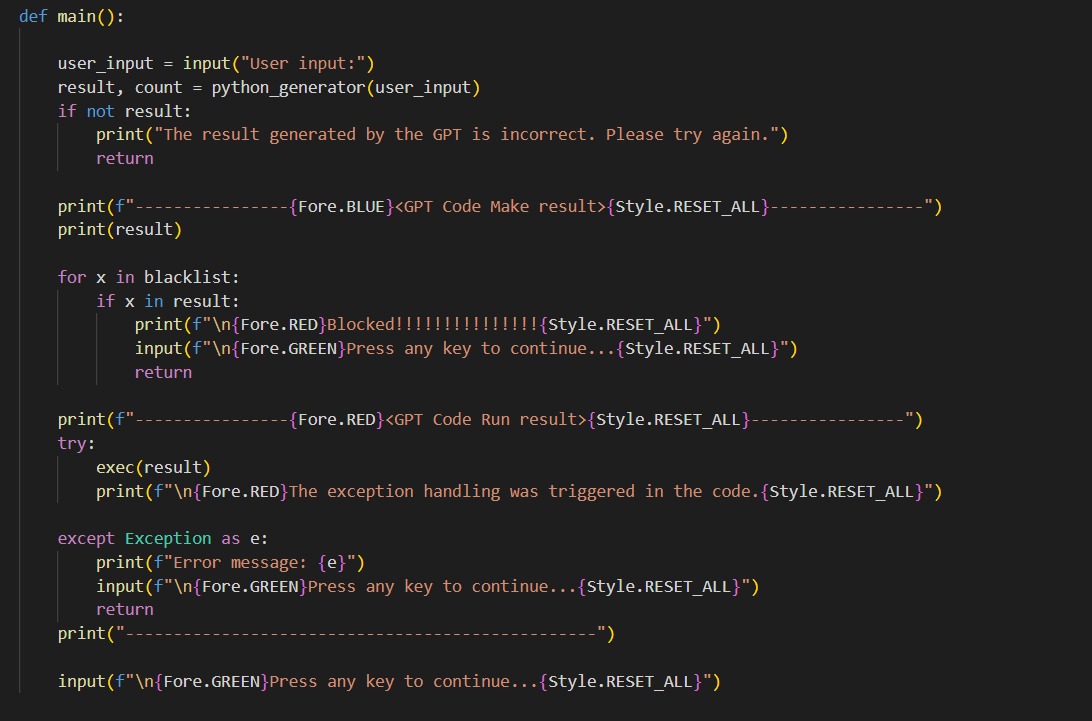 def main():
    user_input = input("User input:")
    result, count = python_generator(user_input)
    if not result:
        print("The result generated by the GPT is incorrect. Please try again.")
        return
    print(f"----------------{Fore.BLUE}<GPT Code Make result>{Style.RESET_ALL}----------------")
    print(result)
    for x in blacklist:
        if x in result:
            print(f"\n{Fore.RED}Blocked!!!!!!!!!!!!!!!{Style.RESET_ALL}")
            input(f"\n{Fore.GREEN}Press any key to continue...{Style.RESET_ALL}")
            return
    print(f"----------------{Fore.RED}<GPT Code Run result>{Style.RESET_ALL}----------------")
    try:
        exec(result)
        print(f"\n{Fore.RED}The exception handling was triggered in the code.{Style.RESET_ALL}")
    except Exception as e:
        print(f"Error message: {e}")
        input(f"\n{Fore.GREEN}Press any key to continue...{Style.RESET_ALL}")
        return
    print("-------------------------------------------------")
    input(f"\n{Fore.GREEN}Press any key to continue...{Style.RESET_ALL}")